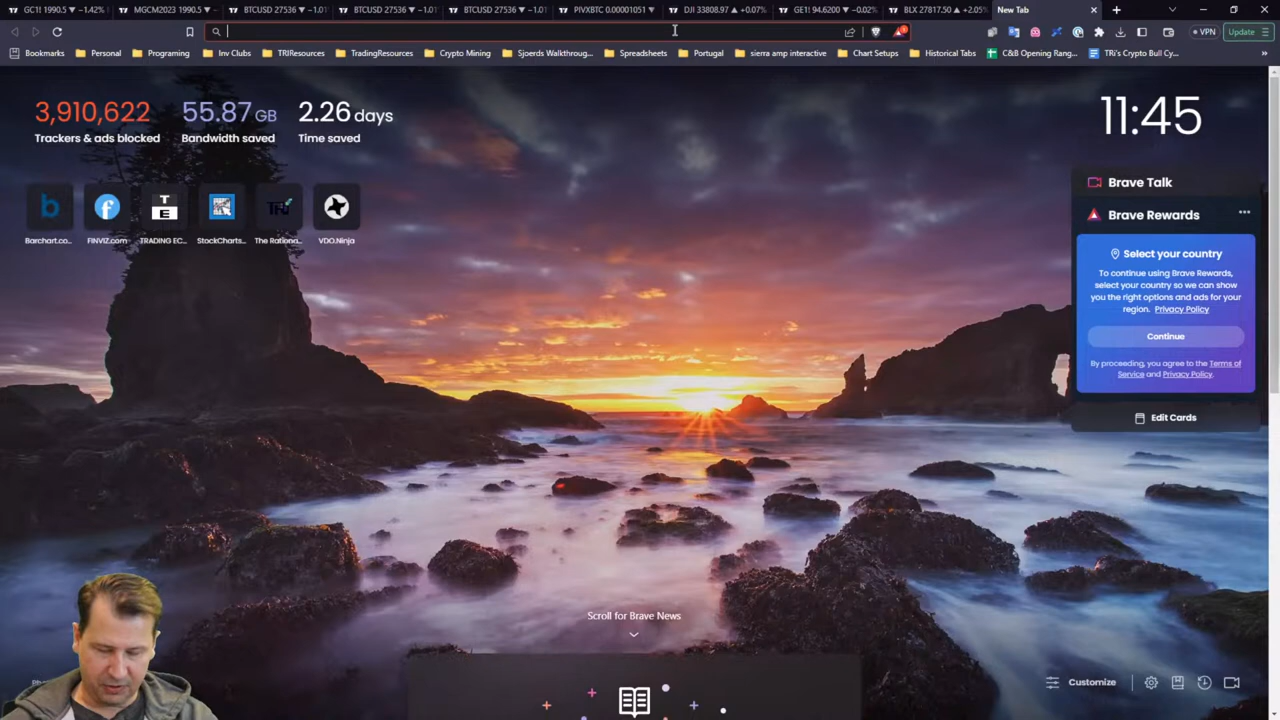 GC1! 1990.5 ▼ −1.42%
MGCM2023 1990.5 ▼
BTCUSD 27536 ▼ −1.01
BTCUSD 27536 ▼ −1.01
BTCUSD 27536 ▼ −1.01
PIVXBTC 0.00001051 ▼
DJI 33808.97 ▲ +0.07%
GE1! 94.6200 ▼ −0.02%
BLX 27817.50 ▲ +2.05%
New Tab
VPN
Update
Bookmarks
Personal
Programing
Inv Clubs
TRIResources
TradingResources
Crypto Mining
Sjoerds Walltroug...
Spreadsheets
Portugal
sierra amp interactive
Chart Setups
Historical Tabs
C&B Opening Rang...
TRi's Crypto Bull Cy...
3,910,622
Trackers & ads blocked
55.87 GB
Bandwidth saved
2.26 days
Time saved
11:45
Barchart.co...
FINVIZ.com
TRADING EC...
StockCharts...
The Rationa...
VDO.Ninja
Brave Talk
Brave Rewards
Select your country
To continue using Brave Rewards,
select your country so we can show
you the right options and ads for your
region. Privacy Policy
Continue
By proceeding, you agree to the Terms of
Service and Privacy Policy.
Edit Cards
Scroll for Brave News
Customize